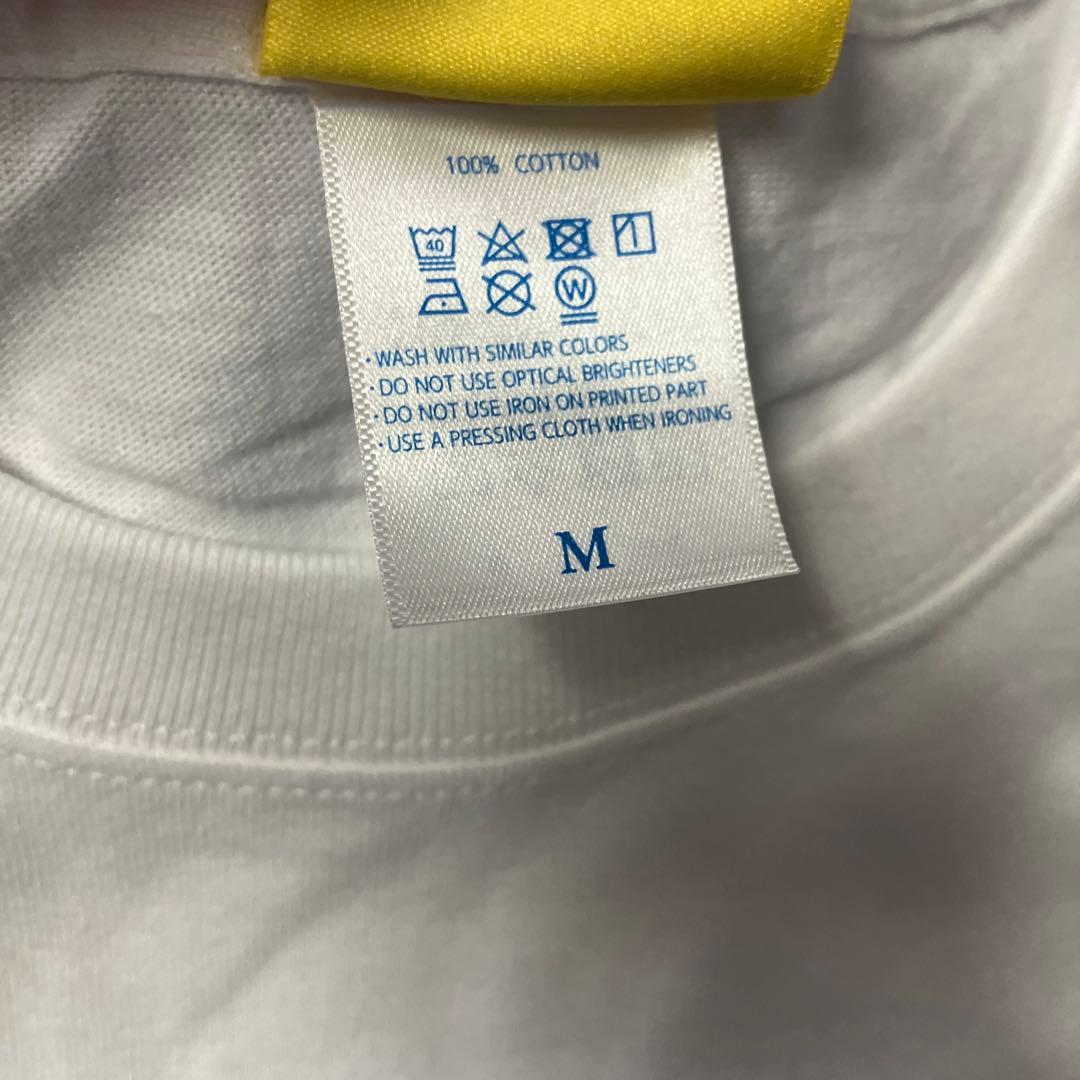 100% COTTON
40
W
· WASH WITH SIMILAR COLORS
· DO NOT USE OPTICAL BRIGHTENERS
· DO NOT USE IRON ON PRINTED PART
· USE A PRESSING CLOTH WHEN IRONING
M